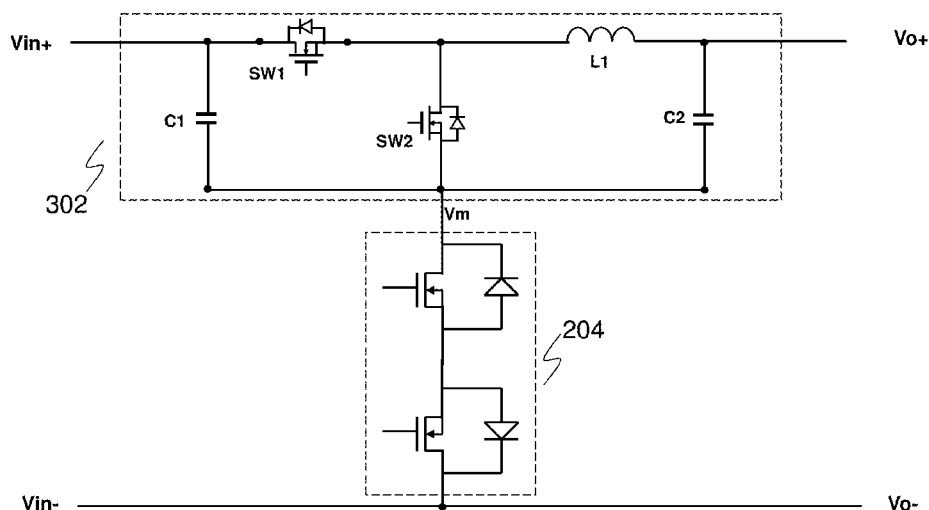 Vin+
Vo+
SW1
L1
C1
SW2
C2
302
Vm
204
Vin-
Vo-